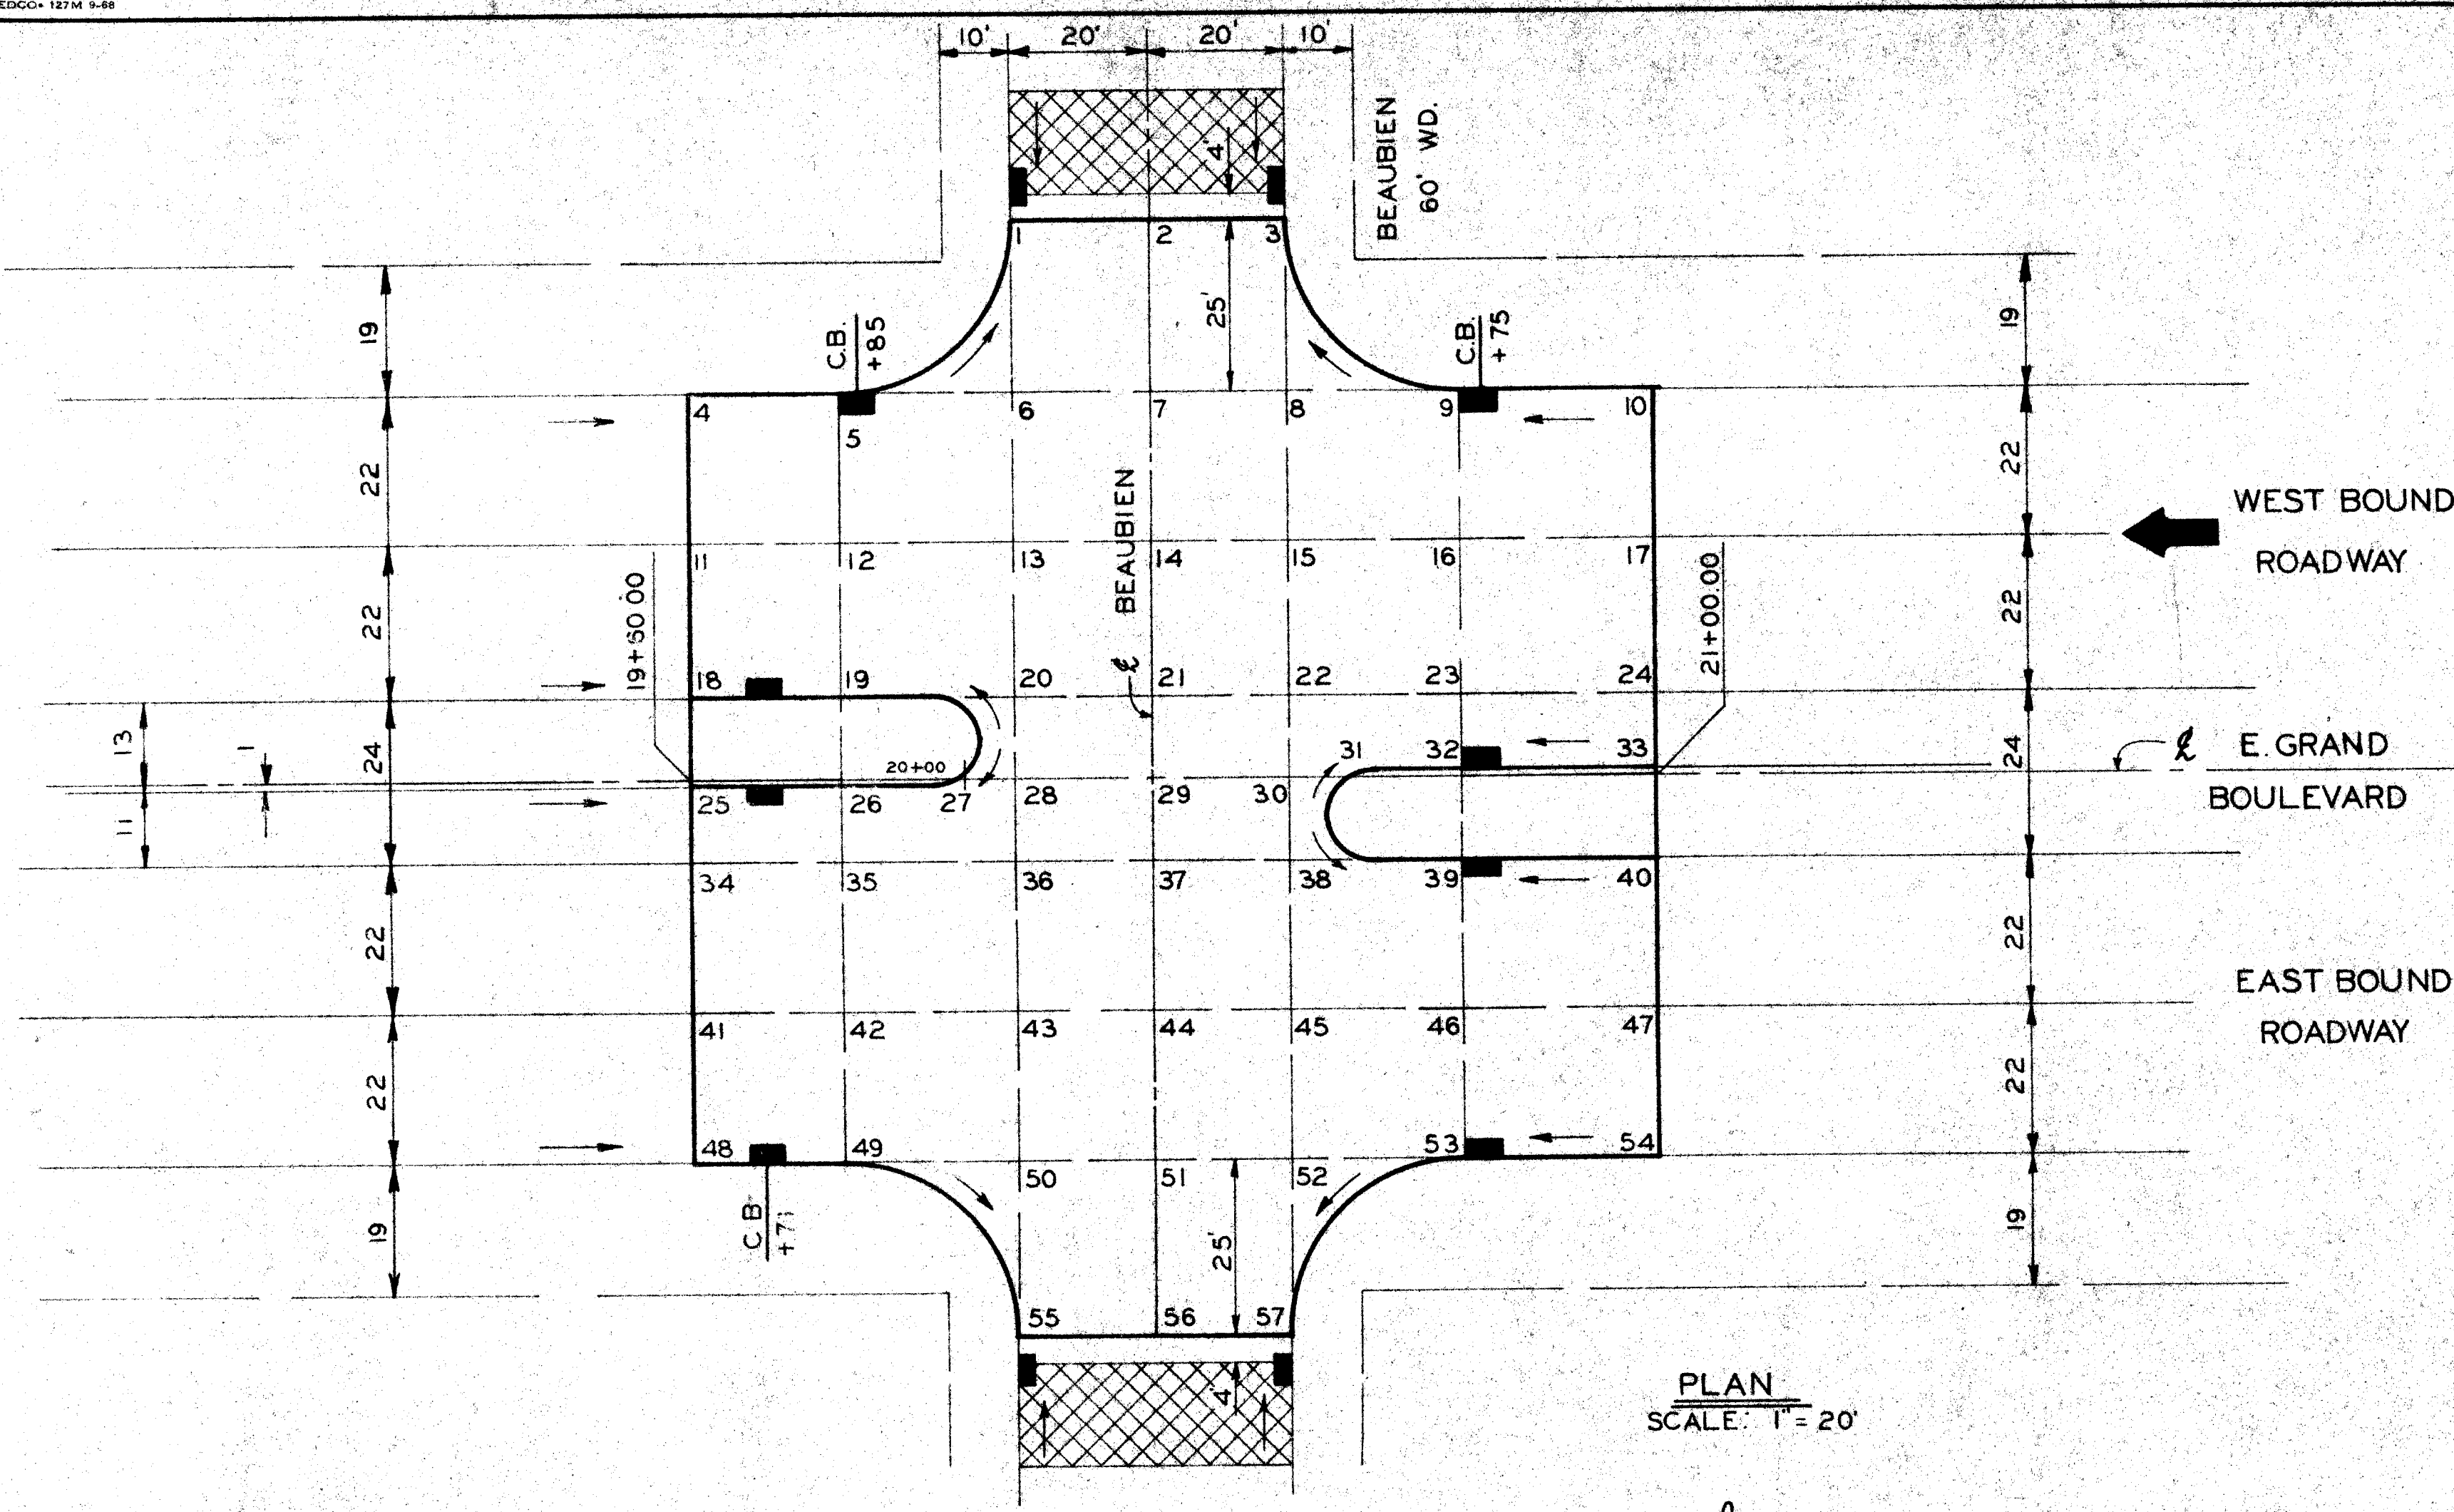 EDCO• 127M 9-68
10' 20' 20' 10'
4'
BEAUBIEN
60' WD.
1 2 3
25'
19 19
C.B.
+85
C.B.
+75
4 5 6 7 8 9 10
22 22
BEAUBIEN
WEST BOUND
ROADWAY
11 12 13 14 15 16 17
22 22
21+00.00
18 19 20 21 22 23 24
13 1 24 24
20+00
31 32 33
E. GRAND
BOULEVARD
25 26 27 28 29 30
11
34 35 36 37 38 39 40
22 22
EAST BOUND
ROADWAY
41 42 43 44 45 46 47
22 22
48 49 50 51 52 53 54
C B
19 19
25'
55 56 57
4'
PLAN
SCALE: 1"= 20'